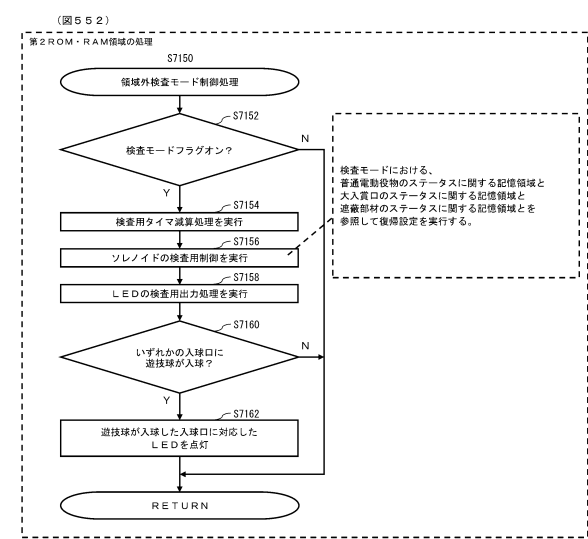 （図５５２）
第２ＲＯＭ・ＲＡＭ領域の処理
S7150
領域外検査モード制御処理
S7152
検査モードフラグオン？
N
Y
検査モードにおける、
普通電動役物のステータスに関する記憶領域と
大入賞口のステータスに関する記憶領域と
遮蔽部材のステータスに関する記憶領域とを
参照して復帰設定を実行する。
S7154
検査用タイマ減算処理を実行
S7156
ソレノイドの検査用制御を実行
S7158
ＬＥＤの検査用出力処理を実行
S7160
いずれかの入球口に
遊技球が入球？
N
Y
S7162
遊技球が入球した入球口に対応した
ＬＥＤを点灯
ＲＥＴＵＲＮ